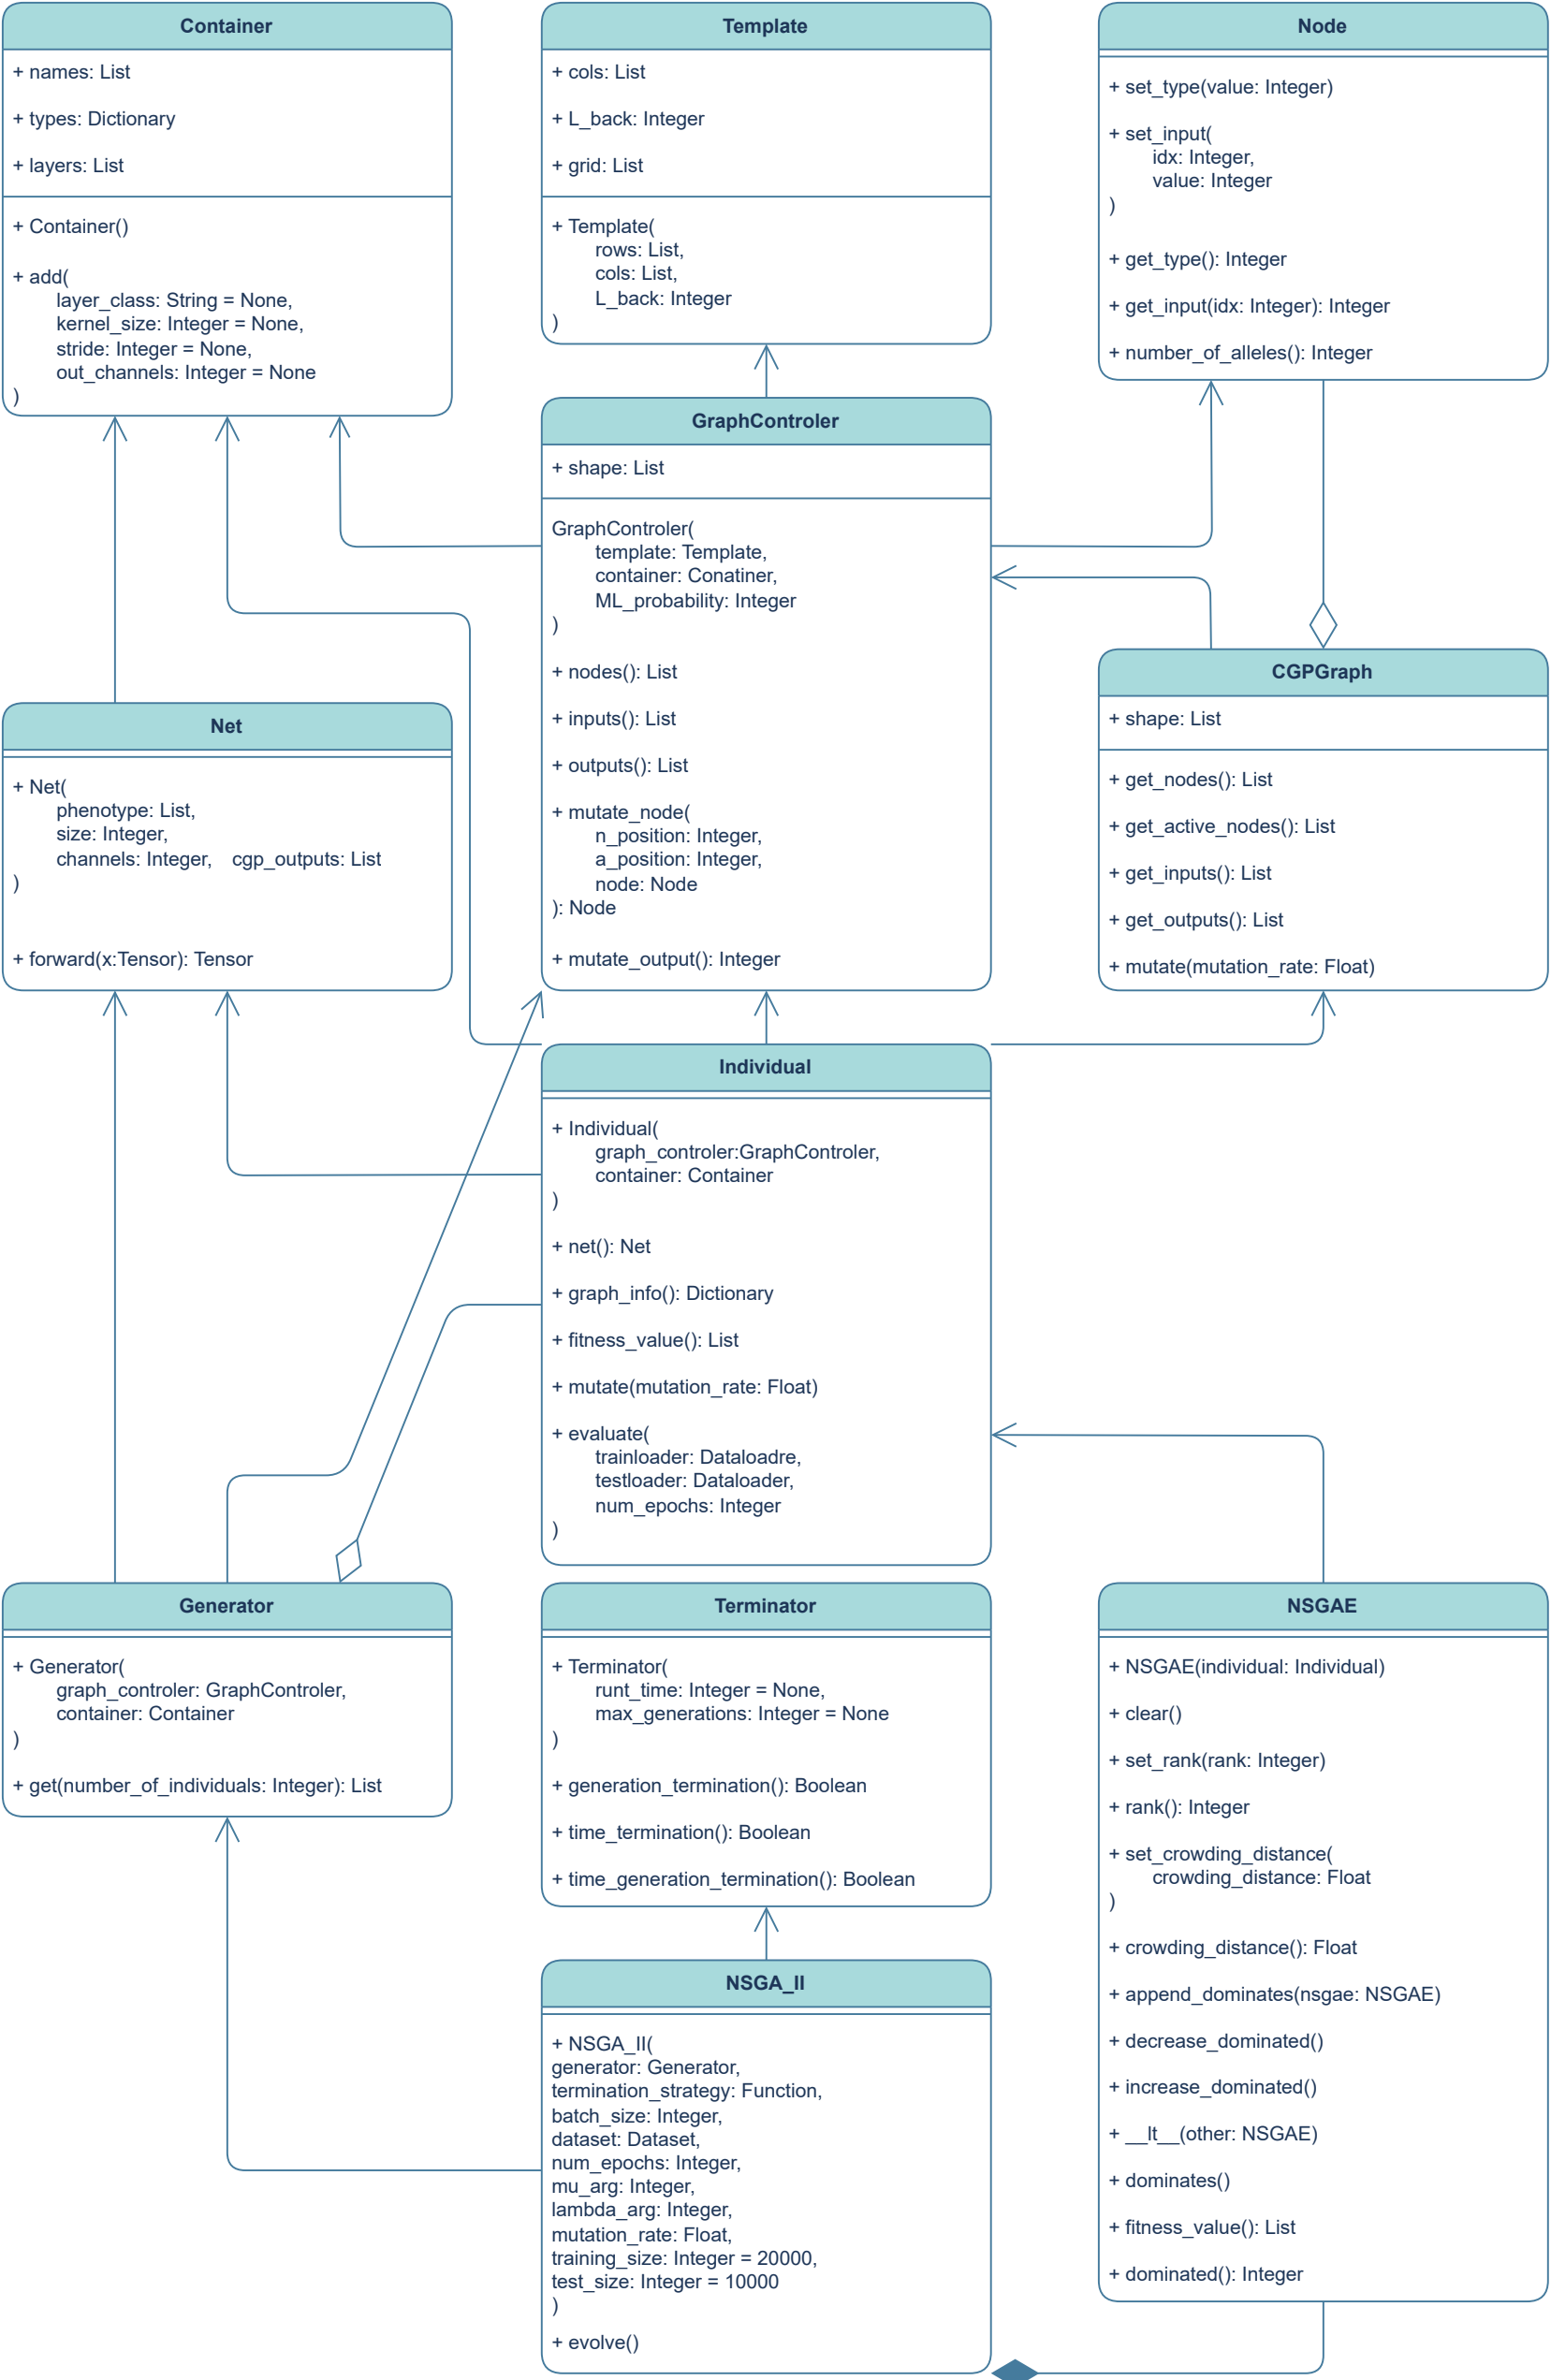 Container
+ names: List
+ types: Dictionary
+ layers: List
+ Container()
+ add(
layer_class: String = None,
kernel_size: Integer = None,
stride: Integer = None,
out_channels: Integer = None
)
Template
+ cols: List
+ L_back: Integer
+ grid: List
+ Template(
rows: List,
cols: List,
L_back: Integer
)
Node
+ set_type(value: Integer)
+ set_input(
idx: Integer,
value: Integer
)
+ get_type(): Integer
+ get_input(idx: Integer): Integer
+ number_of_alleles(): Integer
GraphControler
+ shape: List
GraphControler(
template: Template,
container: Conatiner,
ML_probability: Integer
)
+ nodes(): List
+ inputs(): List
+ outputs(): List
+ mutate_node(
n_position: Integer,
a_position: Integer,
node: Node
): Node
+ mutate_output(): Integer
CGPGraph
+ shape: List
+ get_nodes(): List
+ get_active_nodes(): List
+ get_inputs(): List
+ get_outputs(): List
+ mutate(mutation_rate: Float)
Net
+ Net(
phenotype: List,
size: Integer,
channels: Integer, cgp_outputs: List
)
+ forward(x:Tensor): Tensor
Individual
+ Individual(
graph_controler:GraphControler,
container: Container
)
+ net(): Net
+ graph_info(): Dictionary
+ fitness_value(): List
+ mutate(mutation_rate: Float)
+ evaluate(
trainloader: Dataloadre,
testloader: Dataloader,
num_epochs: Integer
)
Generator
+ Generator(
graph_controler: GraphControler,
container: Container
)
+ get(number_of_individuals: Integer): List
Terminator
+ Terminator(
runt_time: Integer = None,
max_generations: Integer = None
)
+ generation_termination(): Boolean
+ time_termination(): Boolean
+ time_generation_termination(): Boolean
NSGAE
+ NSGAE(individual: Individual)
+ clear()
+ set_rank(rank: Integer)
+ rank(): Integer
+ set_crowding_distance(
crowding_distance: Float
)
+ crowding_distance(): Float
+ append_dominates(nsgae: NSGAE)
+ decrease_dominated()
+ increase_dominated()
+ __lt__(other: NSGAE)
+ dominates()
+ fitness_value(): List
+ dominated(): Integer
NSGA_II
+ NSGA_II(
generator: Generator,
termination_strategy: Function,
batch_size: Integer,
dataset: Dataset,
num_epochs: Integer,
mu_arg: Integer,
lambda_arg: Integer,
mutation_rate: Float,
training_size: Integer = 20000,
test_size: Integer = 10000
)
+ evolve()